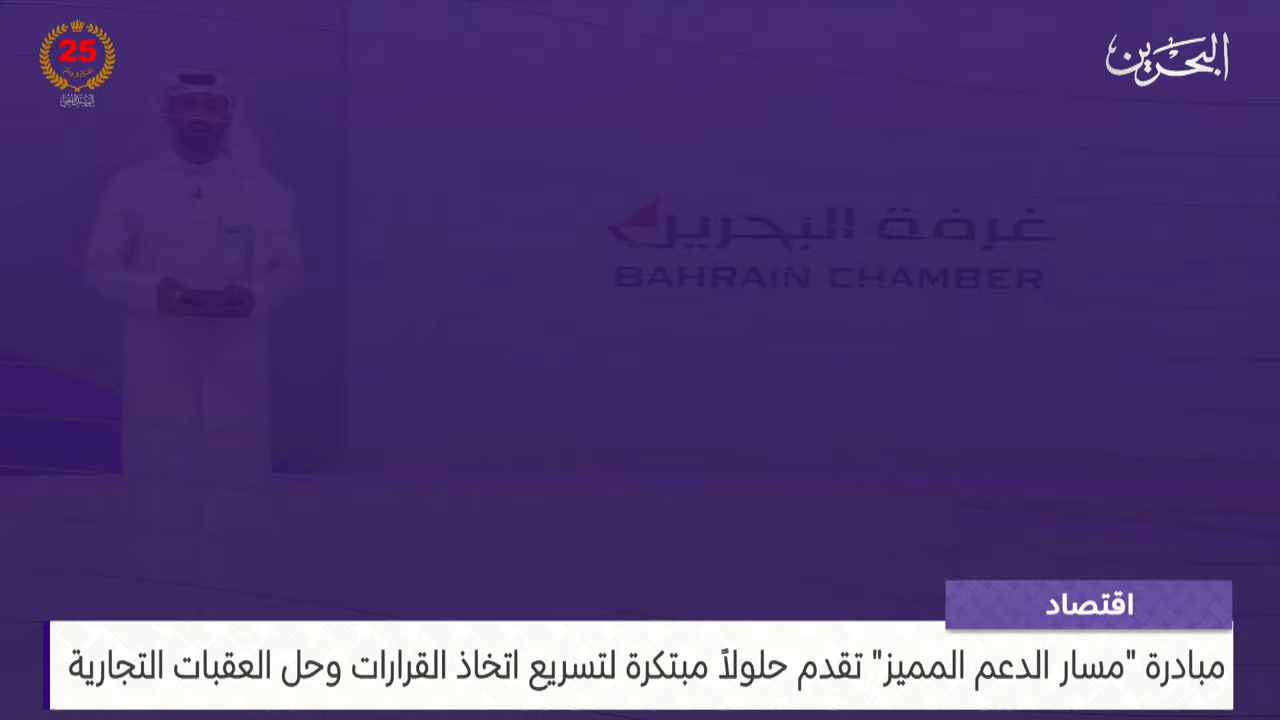 25
البحرين
غرفة البحرين
BAHRAIN CHAMBER
اقتصاد
مبادرة "مسار الدعم المميز" تقدم حلولاً مبتكرة لتسريع اتخاذ القرارات وحل العقبات التجارية